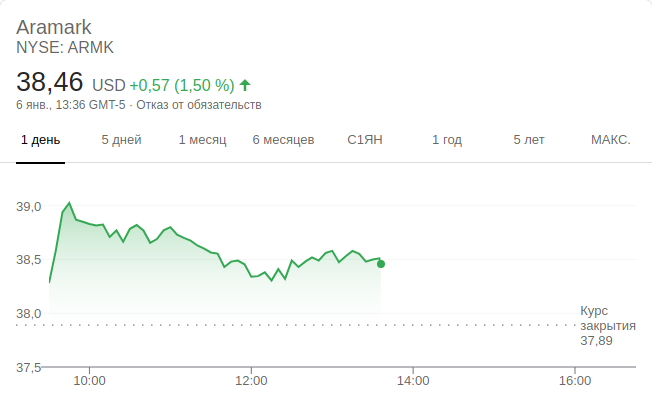 Aramark
NYSE: ARMK
38,46 USD +0,57 (1,50 %)
6 янв., 13:36 GMT-5 · Отказ от обязательств
1 день 5 дней 1 месяц 6 месяцев С1ЯН 1 год 5 лет МАКС.
39,0
38,5
38,0
Курс
закрытия
37,89
37,5
10:00 12:00 14:00 16:00